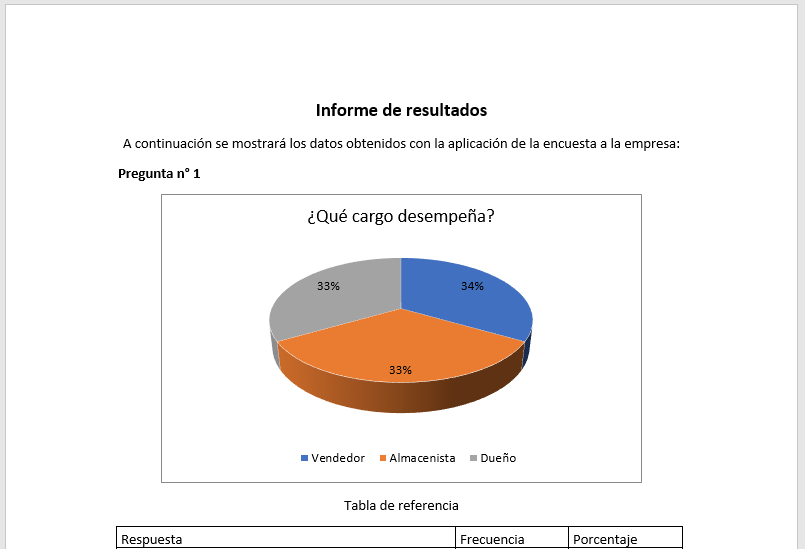 Informe de resultados
A continuación se mostrará los datos obtenidos con la aplicación de la encuesta a la empresa:
Pregunta n° 1
¿Qué cargo desempeña?
33% 34%
33%
Vendedor Almacenista Dueño
Tabla de referencia
Respuesta Frecuencia Porcentaje